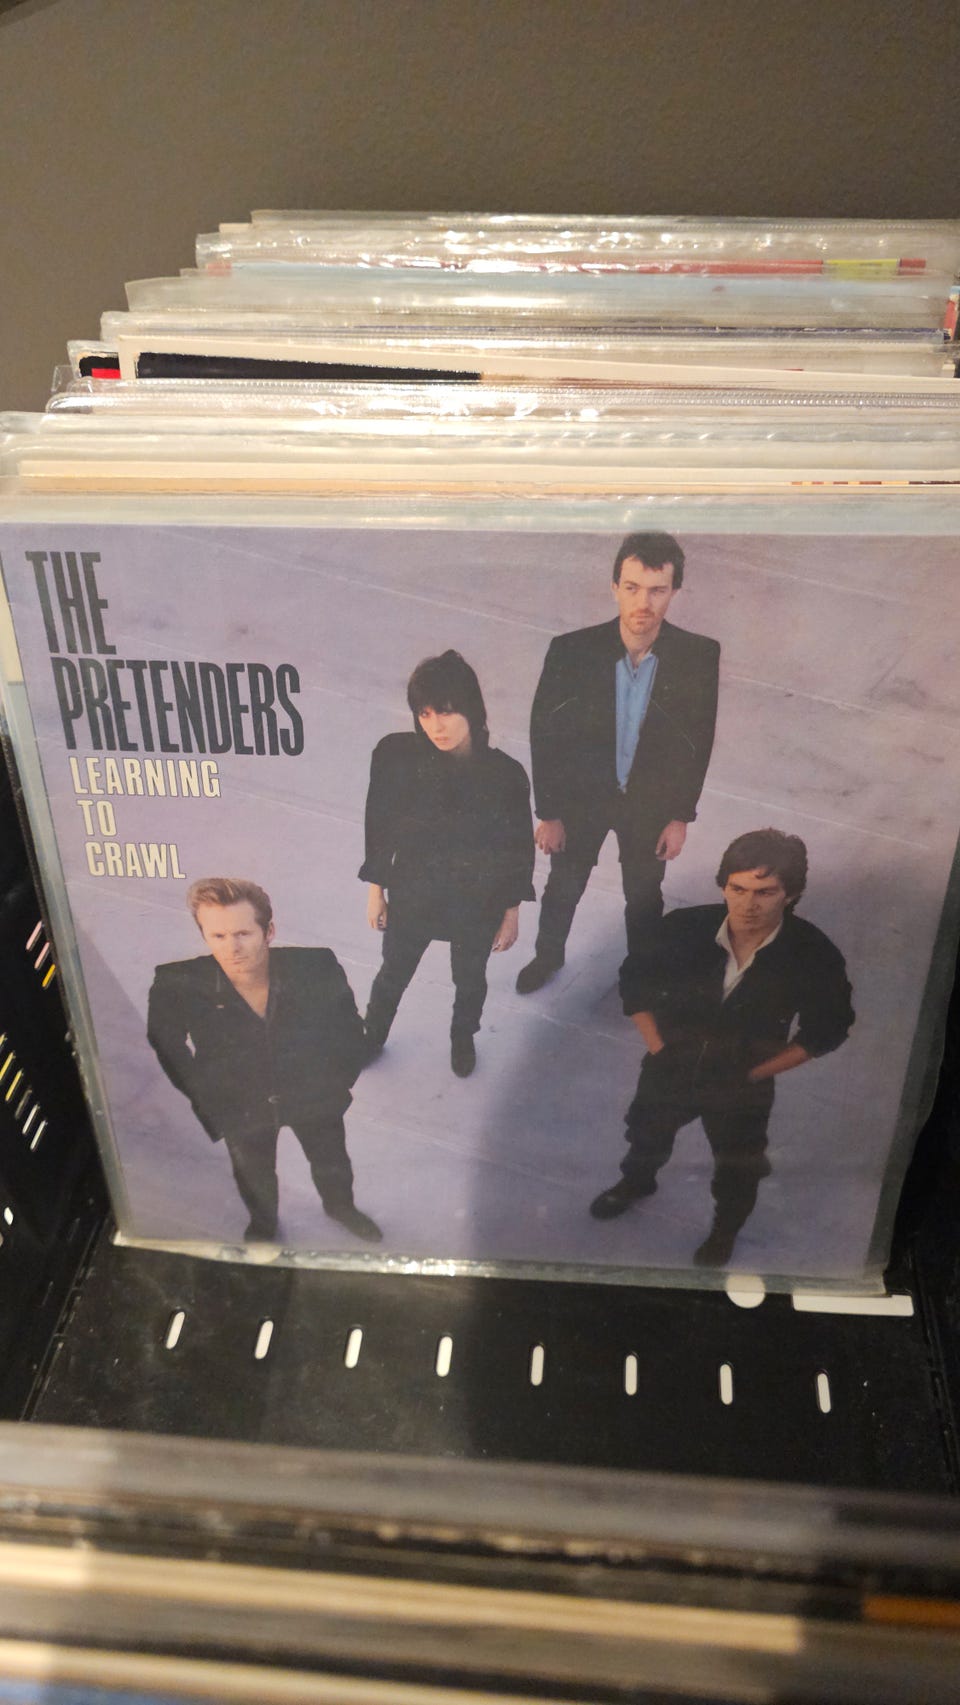 THE
PRETENDERS
LEARNING
TO
CRAWL